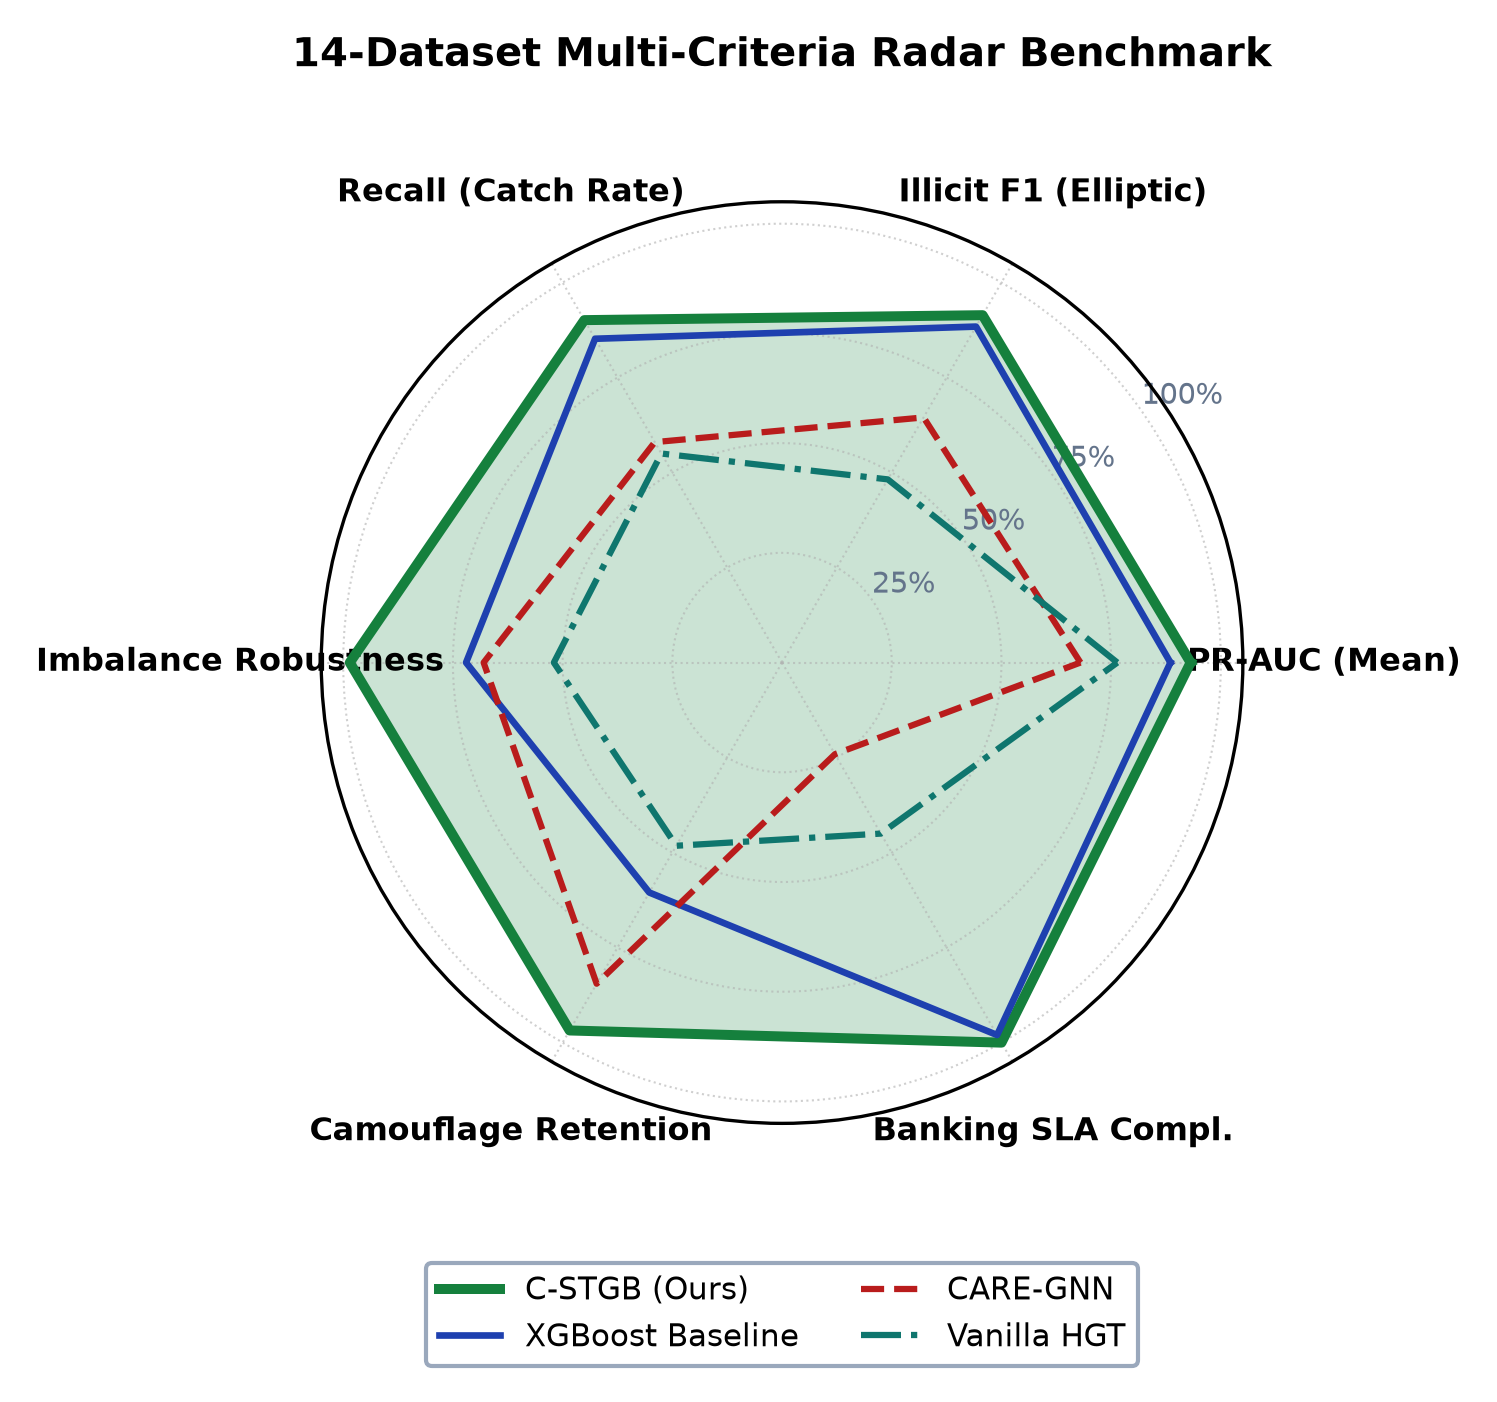 14-Dataset Multi-Criteria Radar Benchmark
Recall (Catch Rate)
Illicit F1 (Elliptic)
100%
75%
50%
25%
Imbalance Robustness
PR-AUC (Mean)
Camouflage Retention
Banking SLA Compl.
C-STGB (Ours)
CARE-GNN
XGBoost Baseline
Vanilla HGT